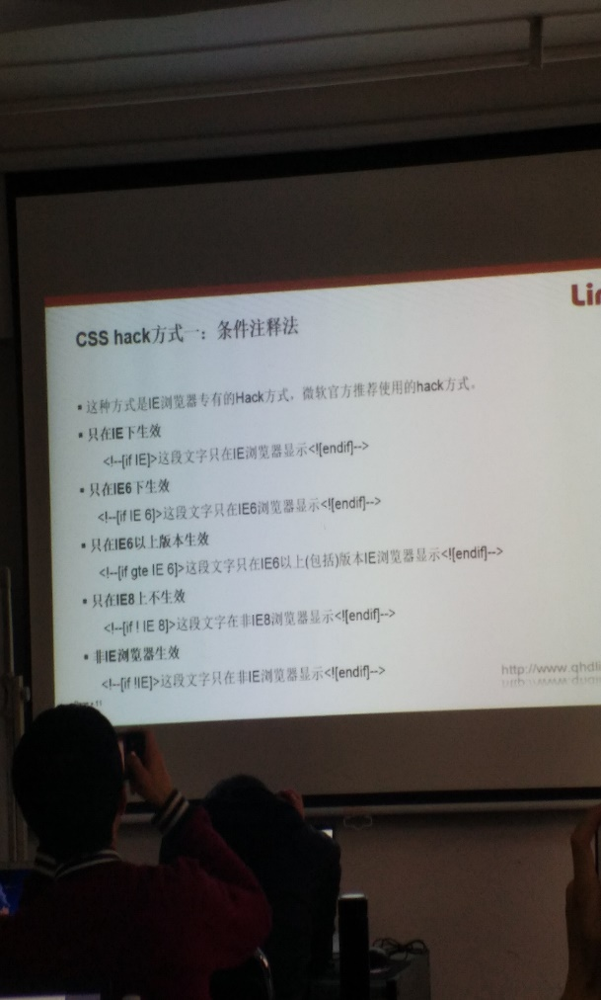 Lin
CSS hack方式一：条件注释法
▪ 这种方式是IE浏览器专有的Hack方式，微软官方推荐使用的hack方式。
▪ 只在IE下生效
<!--[if IE]>这段文字只在IE浏览器显示<![endif]-->
▪ 只在IE6下生效
<!--[if IE 6]>这段文字只在IE6浏览器显示<![endif]-->
▪ 只在IE6以上版本生效
<!--[if gte IE 6]>这段文字只在IE6以上(包括)版本IE浏览器显示<![endif]-->
▪ 只在IE8上不生效
<!--[if ! IE 8]>这段文字在非IE8浏览器显示<![endif]-->
▪ 非IE浏览器生效
<!--[if !IE]>这段文字只在非IE浏览器显示<![endif]-->
http://www.qhdli